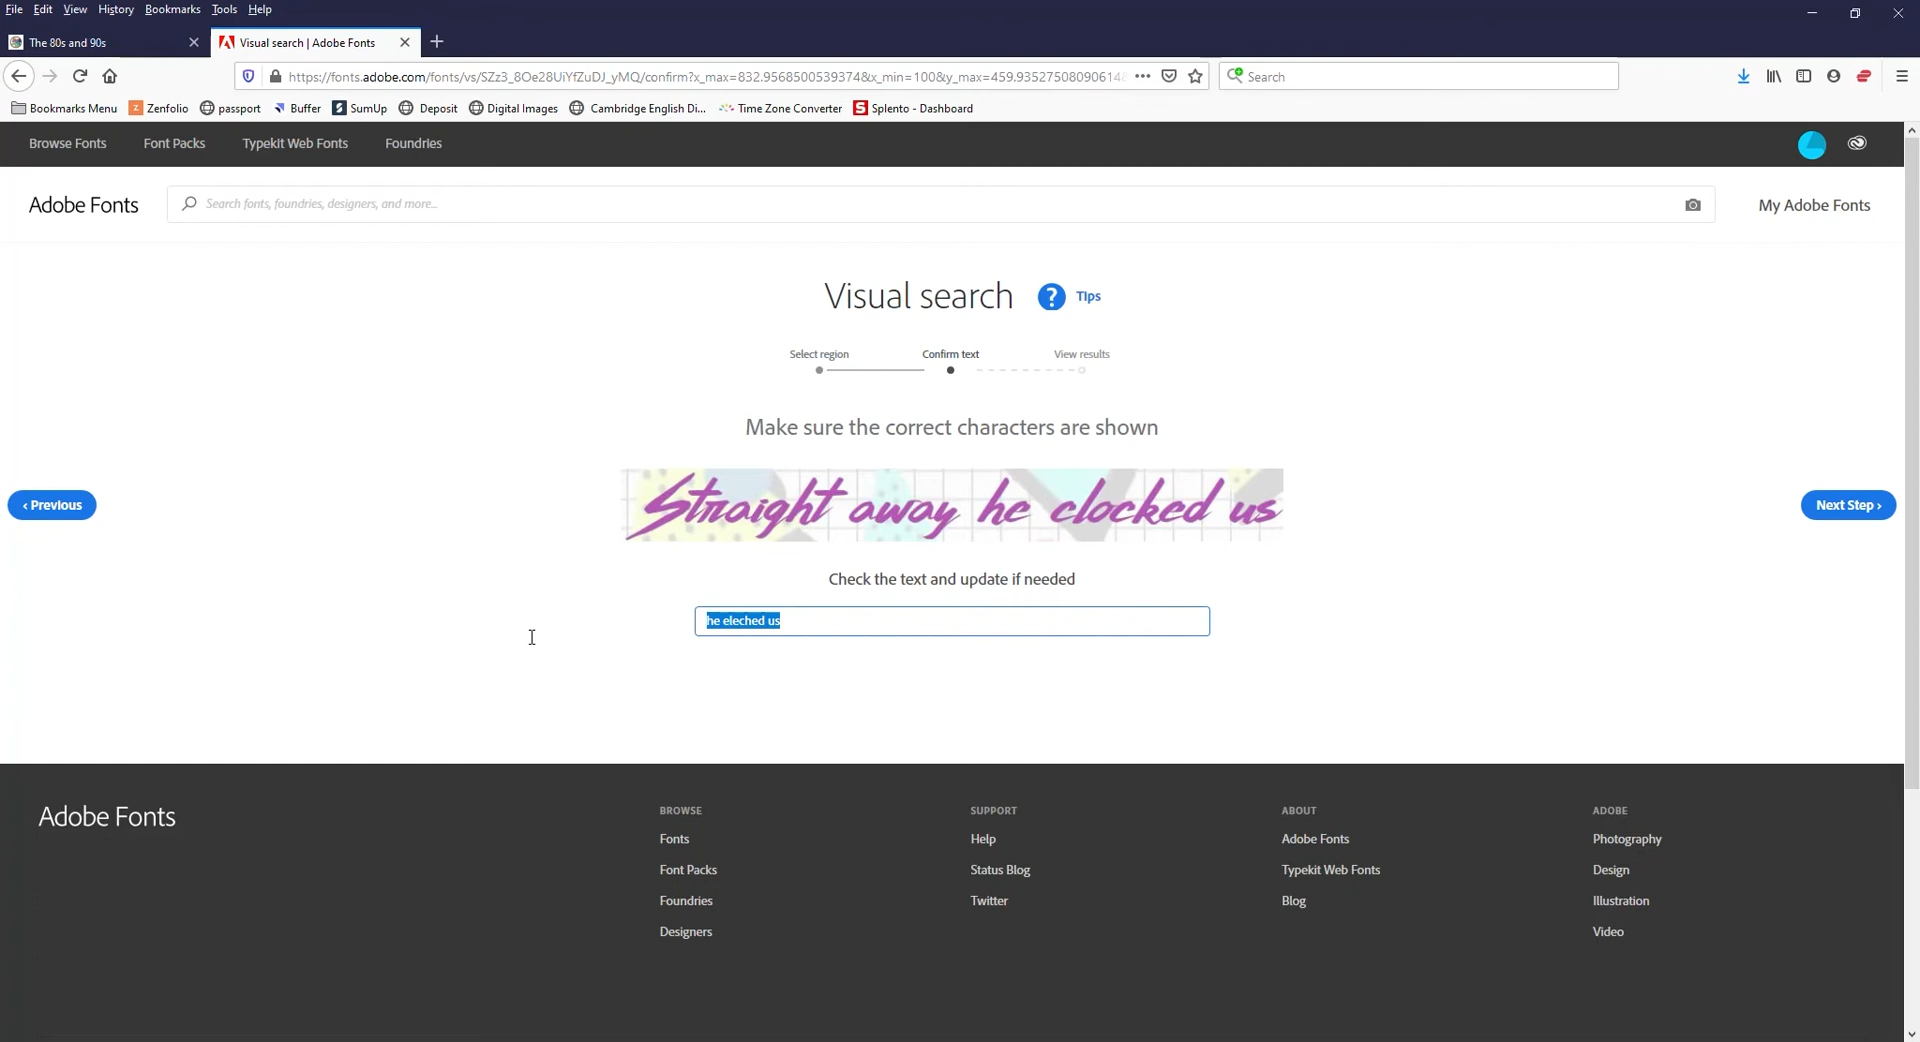 File Edit View History Bookmarks Tools Help
The 80s and 90s
Visual search | Adobe Fonts
https://fonts.adobe.com/fonts/vs/SZz3_8Oe28UiYfZuDJ_yMQ/confirm?x_max=832.9568500539374&x_min=100&y_max=459.9352750809061
Search
Bookmarks Menu Zenfolio passport Buffer SumUp Deposit Digital Images Cambridge English Di... Time Zone Converter Splento - Dashboard
Browse Fonts Font Packs Typekit Web Fonts Foundries
Adobe Fonts
Search fonts, foundries, designers, and more...
My Adobe Fonts
Visual search ? Tips
Select region Confirm text View results
Make sure the correct characters are shown
‹ Previous
Straight away he clocked us
Next Step ›
Check the text and update if needed
he eleched us
Adobe Fonts
BROWSE
Fonts
Font Packs
Foundries
Designers
SUPPORT
Help
Status Blog
Twitter
ABOUT
Adobe Fonts
Typekit Web Fonts
Blog
ADOBE
Photography
Design
Illustration
Video